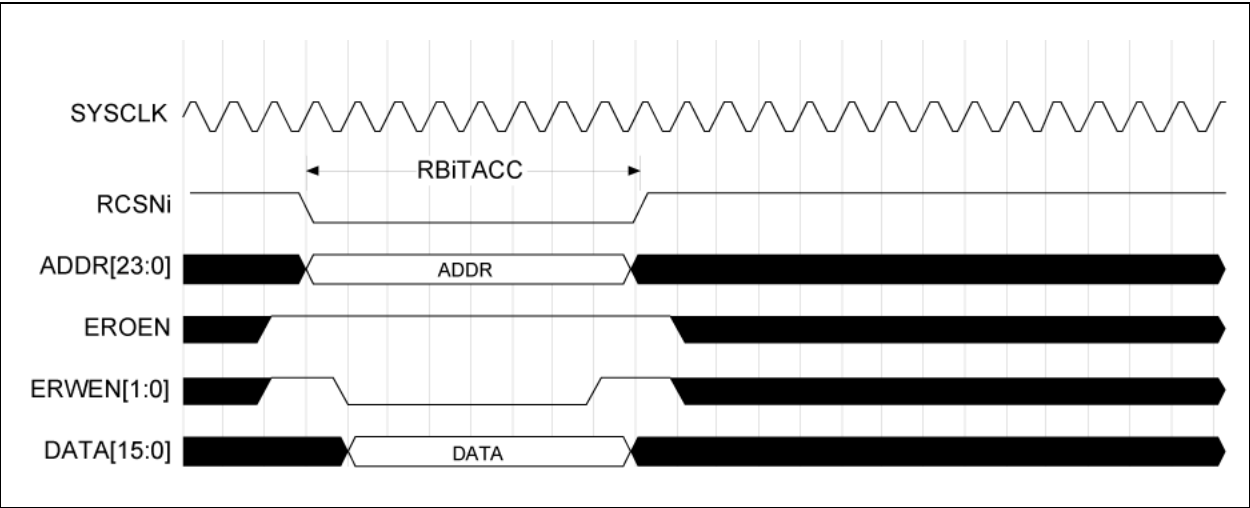 SYSCLK
RBiTACC
RCSNi
ADDR[23:0]
ADDR
EROEN
ERWEN[1:0]
DATA[15:0]
DATA